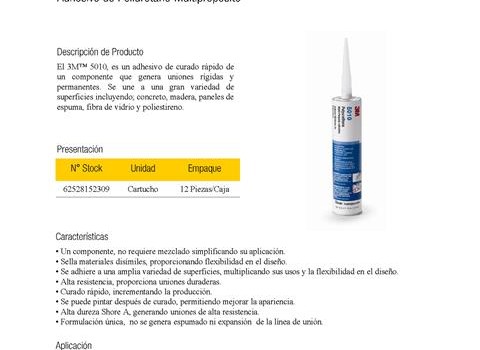 Adhesivo de Poliuretano Multipropósito
Descripción de Producto
El 3M™ 5010, es un adhesivo de curado rápido de
un componente que genera uniones rígidas y
permanentes. Se une a una gran variedad de
superficies incluyendo; concreto, madera, paneles de
espuma, fibra de vidrio y poliestireno.
Presentación
N° Stock Unidad Empaque
62528152309 Cartucho 12 Piezas/Caja
3M
5010
Características
• Un componente, no requiere mezclado simplificando su aplicación.
• Sella materiales disímiles, proporcionando flexibilidad en el diseño.
• Se adhiere a una amplia variedad de superficies, multiplicando sus usos y la flexibilidad en el diseño.
• Alta resistencia, proporciona uniones duraderas.
• Curado rápido, incrementando la producción.
• Se puede pintar después de curado, permitiendo mejorar la apariencia.
• Alta dureza Shore A, generando uniones de alta resistencia.
• Formulación única, no se genera espumado ni expansión de la línea de unión.
Aplicación